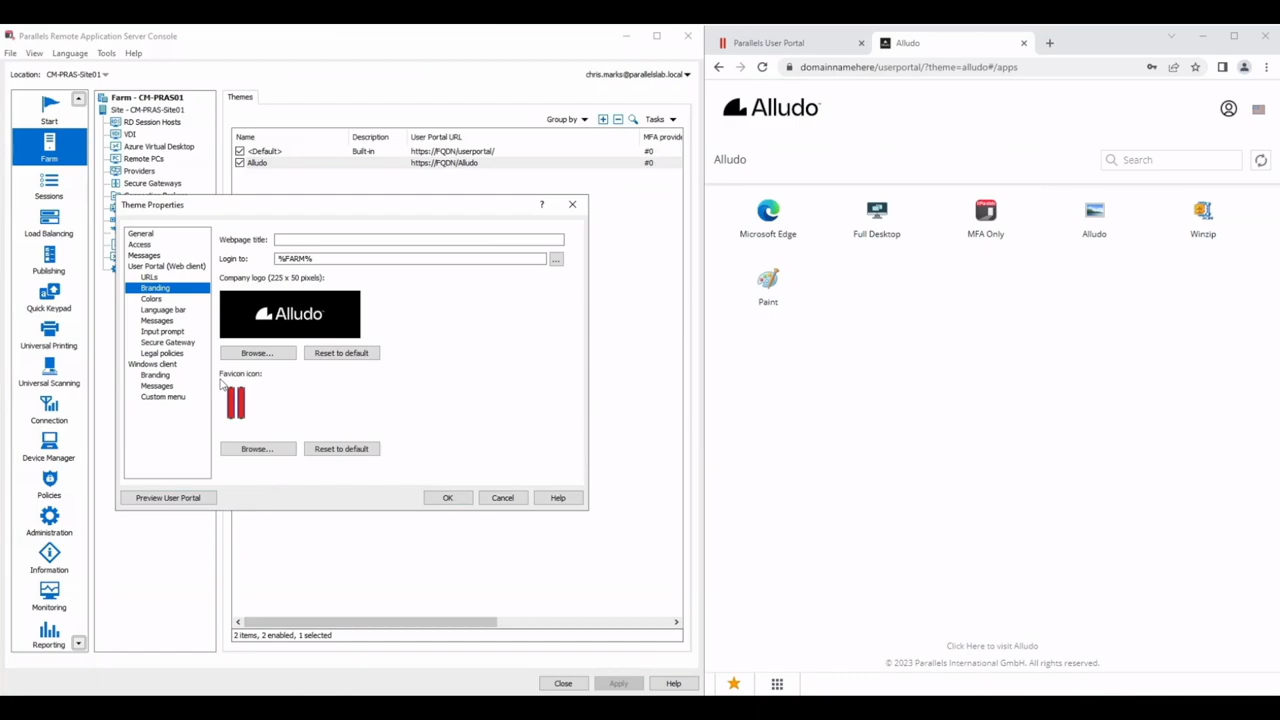 Parallels Remote Application Server Console
File View Language Tools Help
Location: CM-PRAS-Site01
chris.marks@parallelslab.local
Start
Farm
Sessions
Load Balancing
Publishing
Quick Keypad
Universal Printing
Universal Scanning
Connection
Device Manager
Policies
Administration
Information
Monitoring
Reporting
Farm - CM-PRAS01
Site - CM-PRAS-Site01
RD Session Hosts
VDI
Azure Virtual Desktop
Remote PCs
Providers
Secure Gateways
Themes
Group by
Tasks
Name Description User Portal URL MFA provide
<Default> Built-in https://FQDN/userportal/ #0
Alludo https://FQDN/Alludo #0
Theme Properties
?
General
Access
Messages
User Portal (Web client)
URLs
Branding
Colors
Language bar
Messages
Input prompt
Secure Gateway
Legal policies
Windows client
Branding
Messages
Custom menu
Webpage title:
Login to: %FARM%
...
Company logo (225 x 50 pixels):
Alludo
Browse... Reset to default
Favicon icon:
Browse... Reset to default
Preview User Portal
OK Cancel Help
2 items, 2 enabled, 1 selected
Close Apply Help
Parallels User Portal
Alludo
domainnamehere/userportal/?theme=alludo#/apps
Alludo
Alludo
Search
Microsoft Edge
Full Desktop
MFA Only
Alludo
Winzip
Paint
Click Here to visit Alludo
© 2023 Parallels International GmbH. All rights reserved.